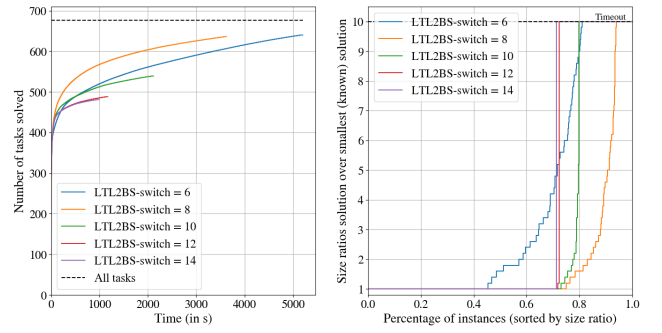 Number of tasks solved
700
600
500
400
300
200
100
0
LTL2BS-switch = 6
LTL2BS-switch = 8
LTL2BS-switch = 10
LTL2BS-switch = 12
LTL2BS-switch = 14
All tasks
0 1000 2000 3000 4000 5000
Time (in s)
Size ratios solution over smallest (known) solution
10
9
8
7
6
5
4
3
2
1
Timeout
LTL2BS-switch = 6
LTL2BS-switch = 8
LTL2BS-switch = 10
LTL2BS-switch = 12
LTL2BS-switch = 14
0.0 0.2 0.4 0.6 0.8 1.0
Percentage of instances (sorted by size ratio)